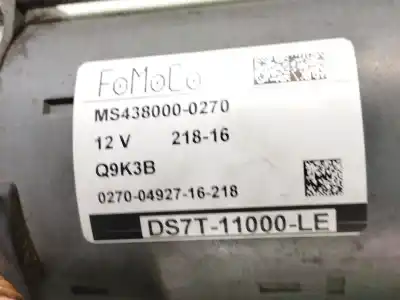 FoMoCo
MS438000-0270
12 V 218-16
Q9K3B
0270-04927-16-218
DS7T-11000-LE